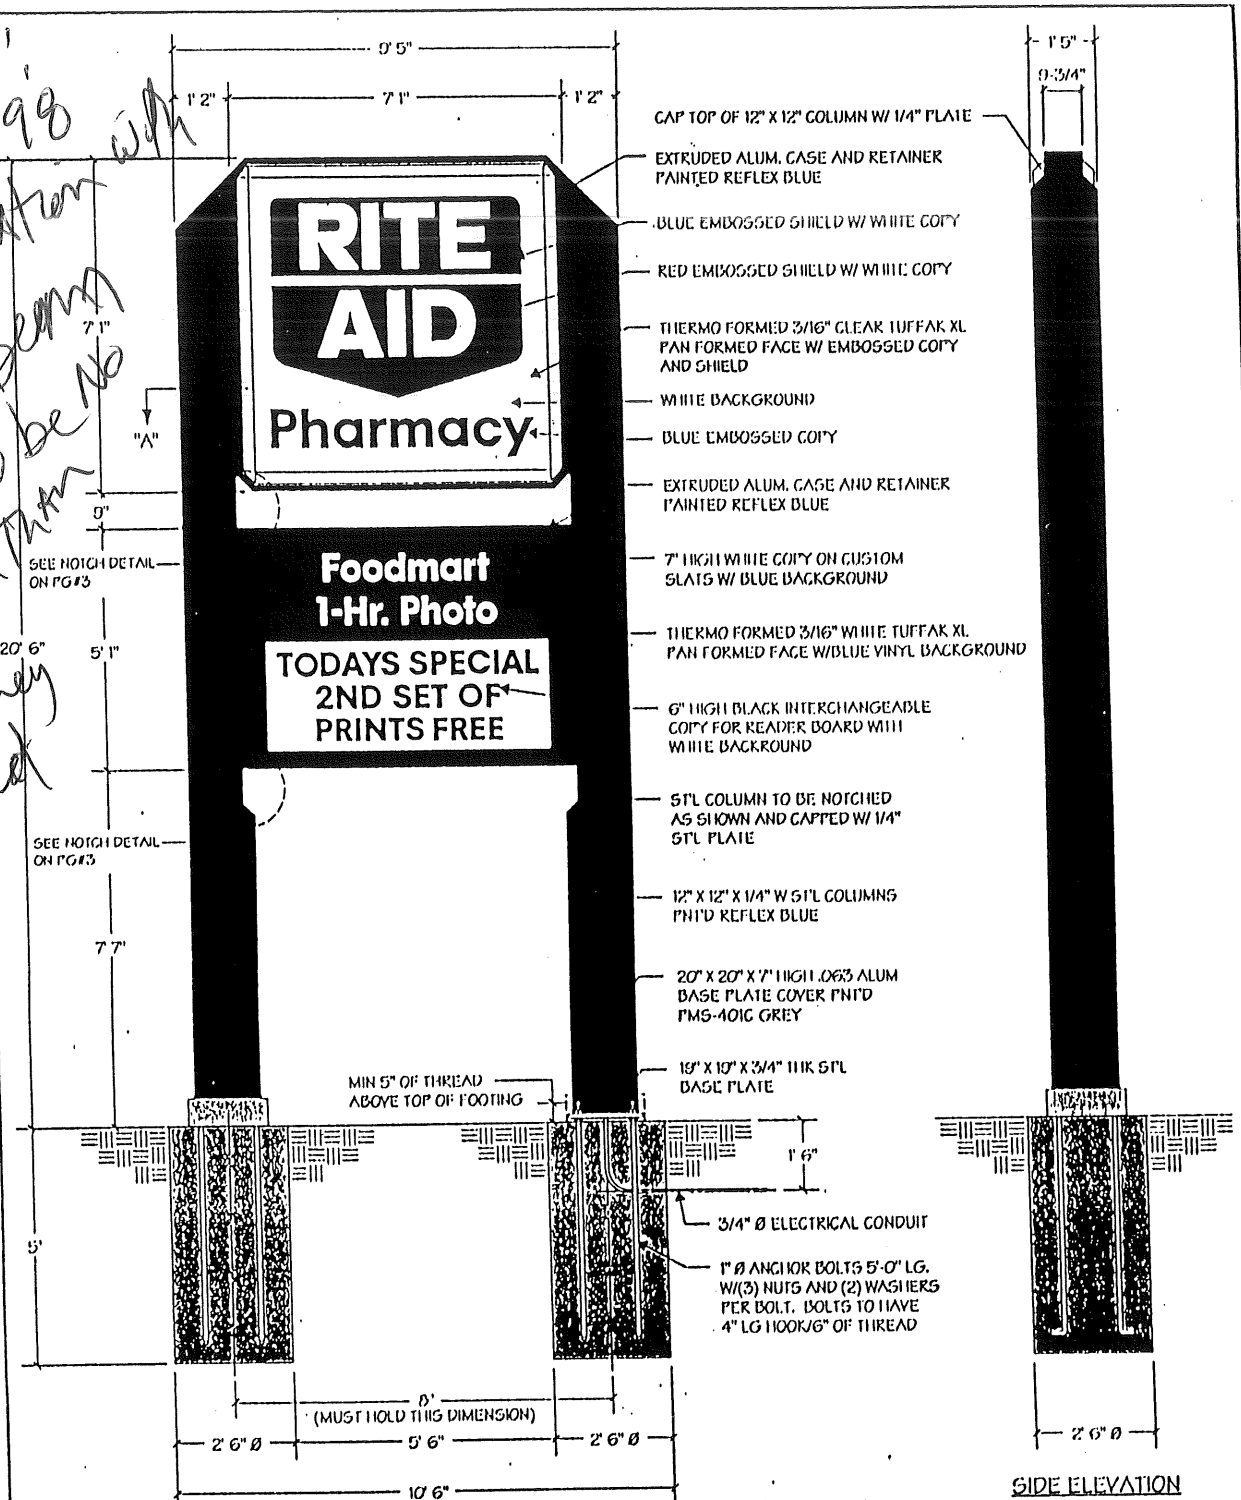 9' 5"
1' 2"
7' 1"
1' 2"
1' 5"
9-3/4"
98
with
be No
Than
7' 1"
"A"
9"
SEE NOTCH DETAIL
ON PG#3
20' 6"
5' 1"
SEE NOTCH DETAIL
ON PG#3
7' 7"
RITE
AID
Pharmacy
Foodmart
1-Hr. Photo
TODAYS SPECIAL
2ND SET OF
PRINTS FREE
CAP TOP OF 12" X 12" COLUMN W/ 1/4" PLATE
EXTRUDED ALUM. CASE AND RETAINER
PAINTED REFLEX BLUE
BLUE EMBOSSED SHIELD W/ WHITE COPY
RED EMBOSSED SHIELD W/ WHITE COPY
THERMO FORMED 3/16" CLEAR TUFFAK XL
PAN FORMED FACE W/ EMBOSSED COPY
AND SHIELD
WHITE BACKGROUND
BLUE EMBOSSED COPY
EXTRUDED ALUM. CASE AND RETAINER
PAINTED REFLEX BLUE
7" HIGH WHITE COPY ON CUSTOM
SLATS W/ BLUE BACKGROUND
THERMO FORMED 3/16" WHITE TUFFAK XL
PAN FORMED FACE W/BLUE VINYL BACKGROUND
6" HIGH BLACK INTERCHANGEABLE
COPY FOR READER BOARD WITH
WHITE BACKROUND
ST'L COLUMN TO BE NOTCHED
AS SHOWN AND CAPPED W/ 1/4"
ST'L PLATE
12" X 12" X 1/4" W ST'L COLUMNS
PNT'D REFLEX BLUE
20" X 20" X 7" HIGH .063 ALUM
BASE PLATE COVER PNT'D
PMS-401C GREY
19" X 19" X 3/4" THK ST'L
BASE PLATE
MIN 5" OF THREAD
ABOVE TOP OF FOOTING
1' 6"
5'
3/4" Ø ELECTRICAL CONDUIT
1" Ø ANCHOR BOLTS 5'-0" LG.
W/(3) NUTS AND (2) WASHERS
PER BOLT. BOLTS TO HAVE
4" LG HOOK/6" OF THREAD
8'
(MUST HOLD THIS DIMENSION)
2' 6" Ø
5' 6"
2' 6" Ø
2' 6" Ø
10' 6"
SIDE ELEVATION